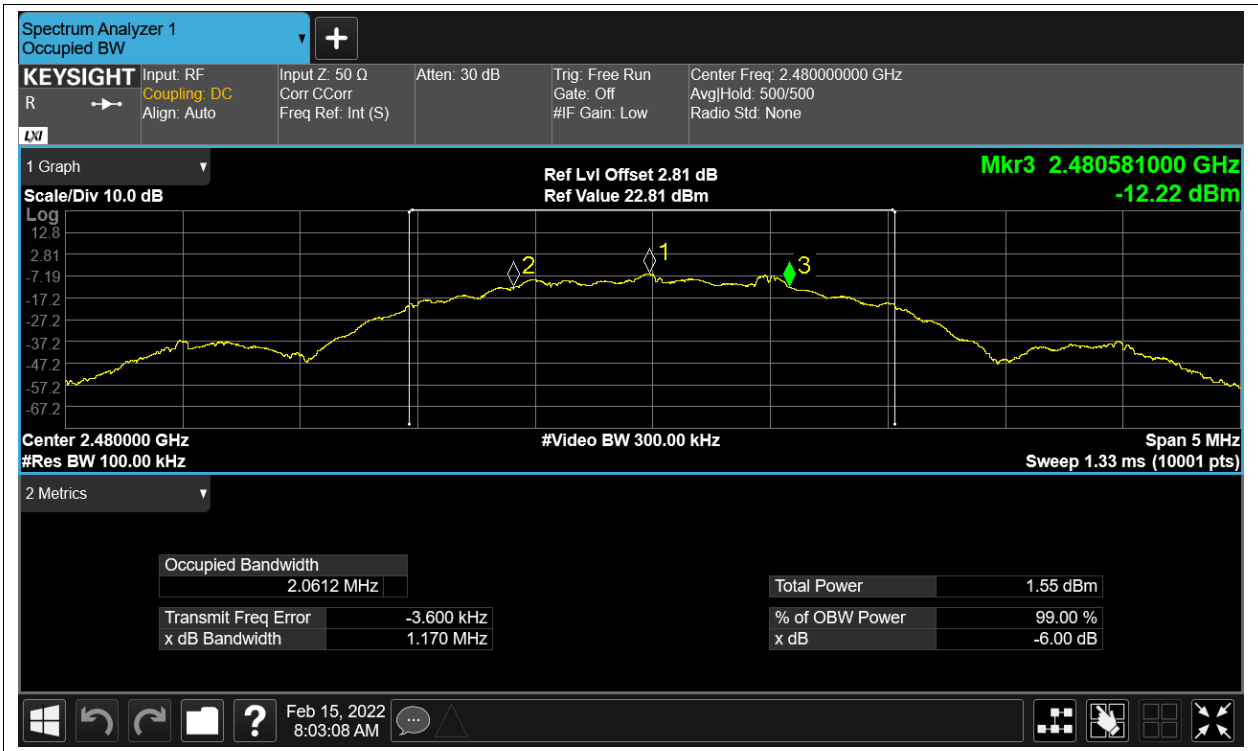 Spectrum Analyzer 1
Occupied BW
KEYSIGHT
R
LXI
Input: RF
Coupling: DC
Align: Auto
Input Z: 50 Ω
Corr CCorr
Freq Ref: Int (S)
Atten: 30 dB
Trig: Free Run
Gate: Off
#IF Gain: Low
Center Freq: 2.480000000 GHz
Avg|Hold: 500/500
Radio Std: None
1 Graph
Scale/Div 10.0 dB
Ref Lvl Offset 2.81 dB
Ref Value 22.81 dBm
Mkr3 2.480581000 GHz
-12.22 dBm
Log
12.8
2.81
-7.19
-17.2
-27.2
-37.2
-47.2
-57.2
-67.2
2
1
3
Center 2.480000 GHz
#Res BW 100.00 kHz
#Video BW 300.00 kHz
Span 5 MHz
Sweep 1.33 ms (10001 pts)
2 Metrics
Occupied Bandwidth
2.0612 MHz
Transmit Freq Error -3.600 kHz
x dB Bandwidth 1.170 MHz
Total Power 1.55 dBm
% of OBW Power 99.00 %
x dB -6.00 dB
?
Feb 15, 2022
8:03:08 AM